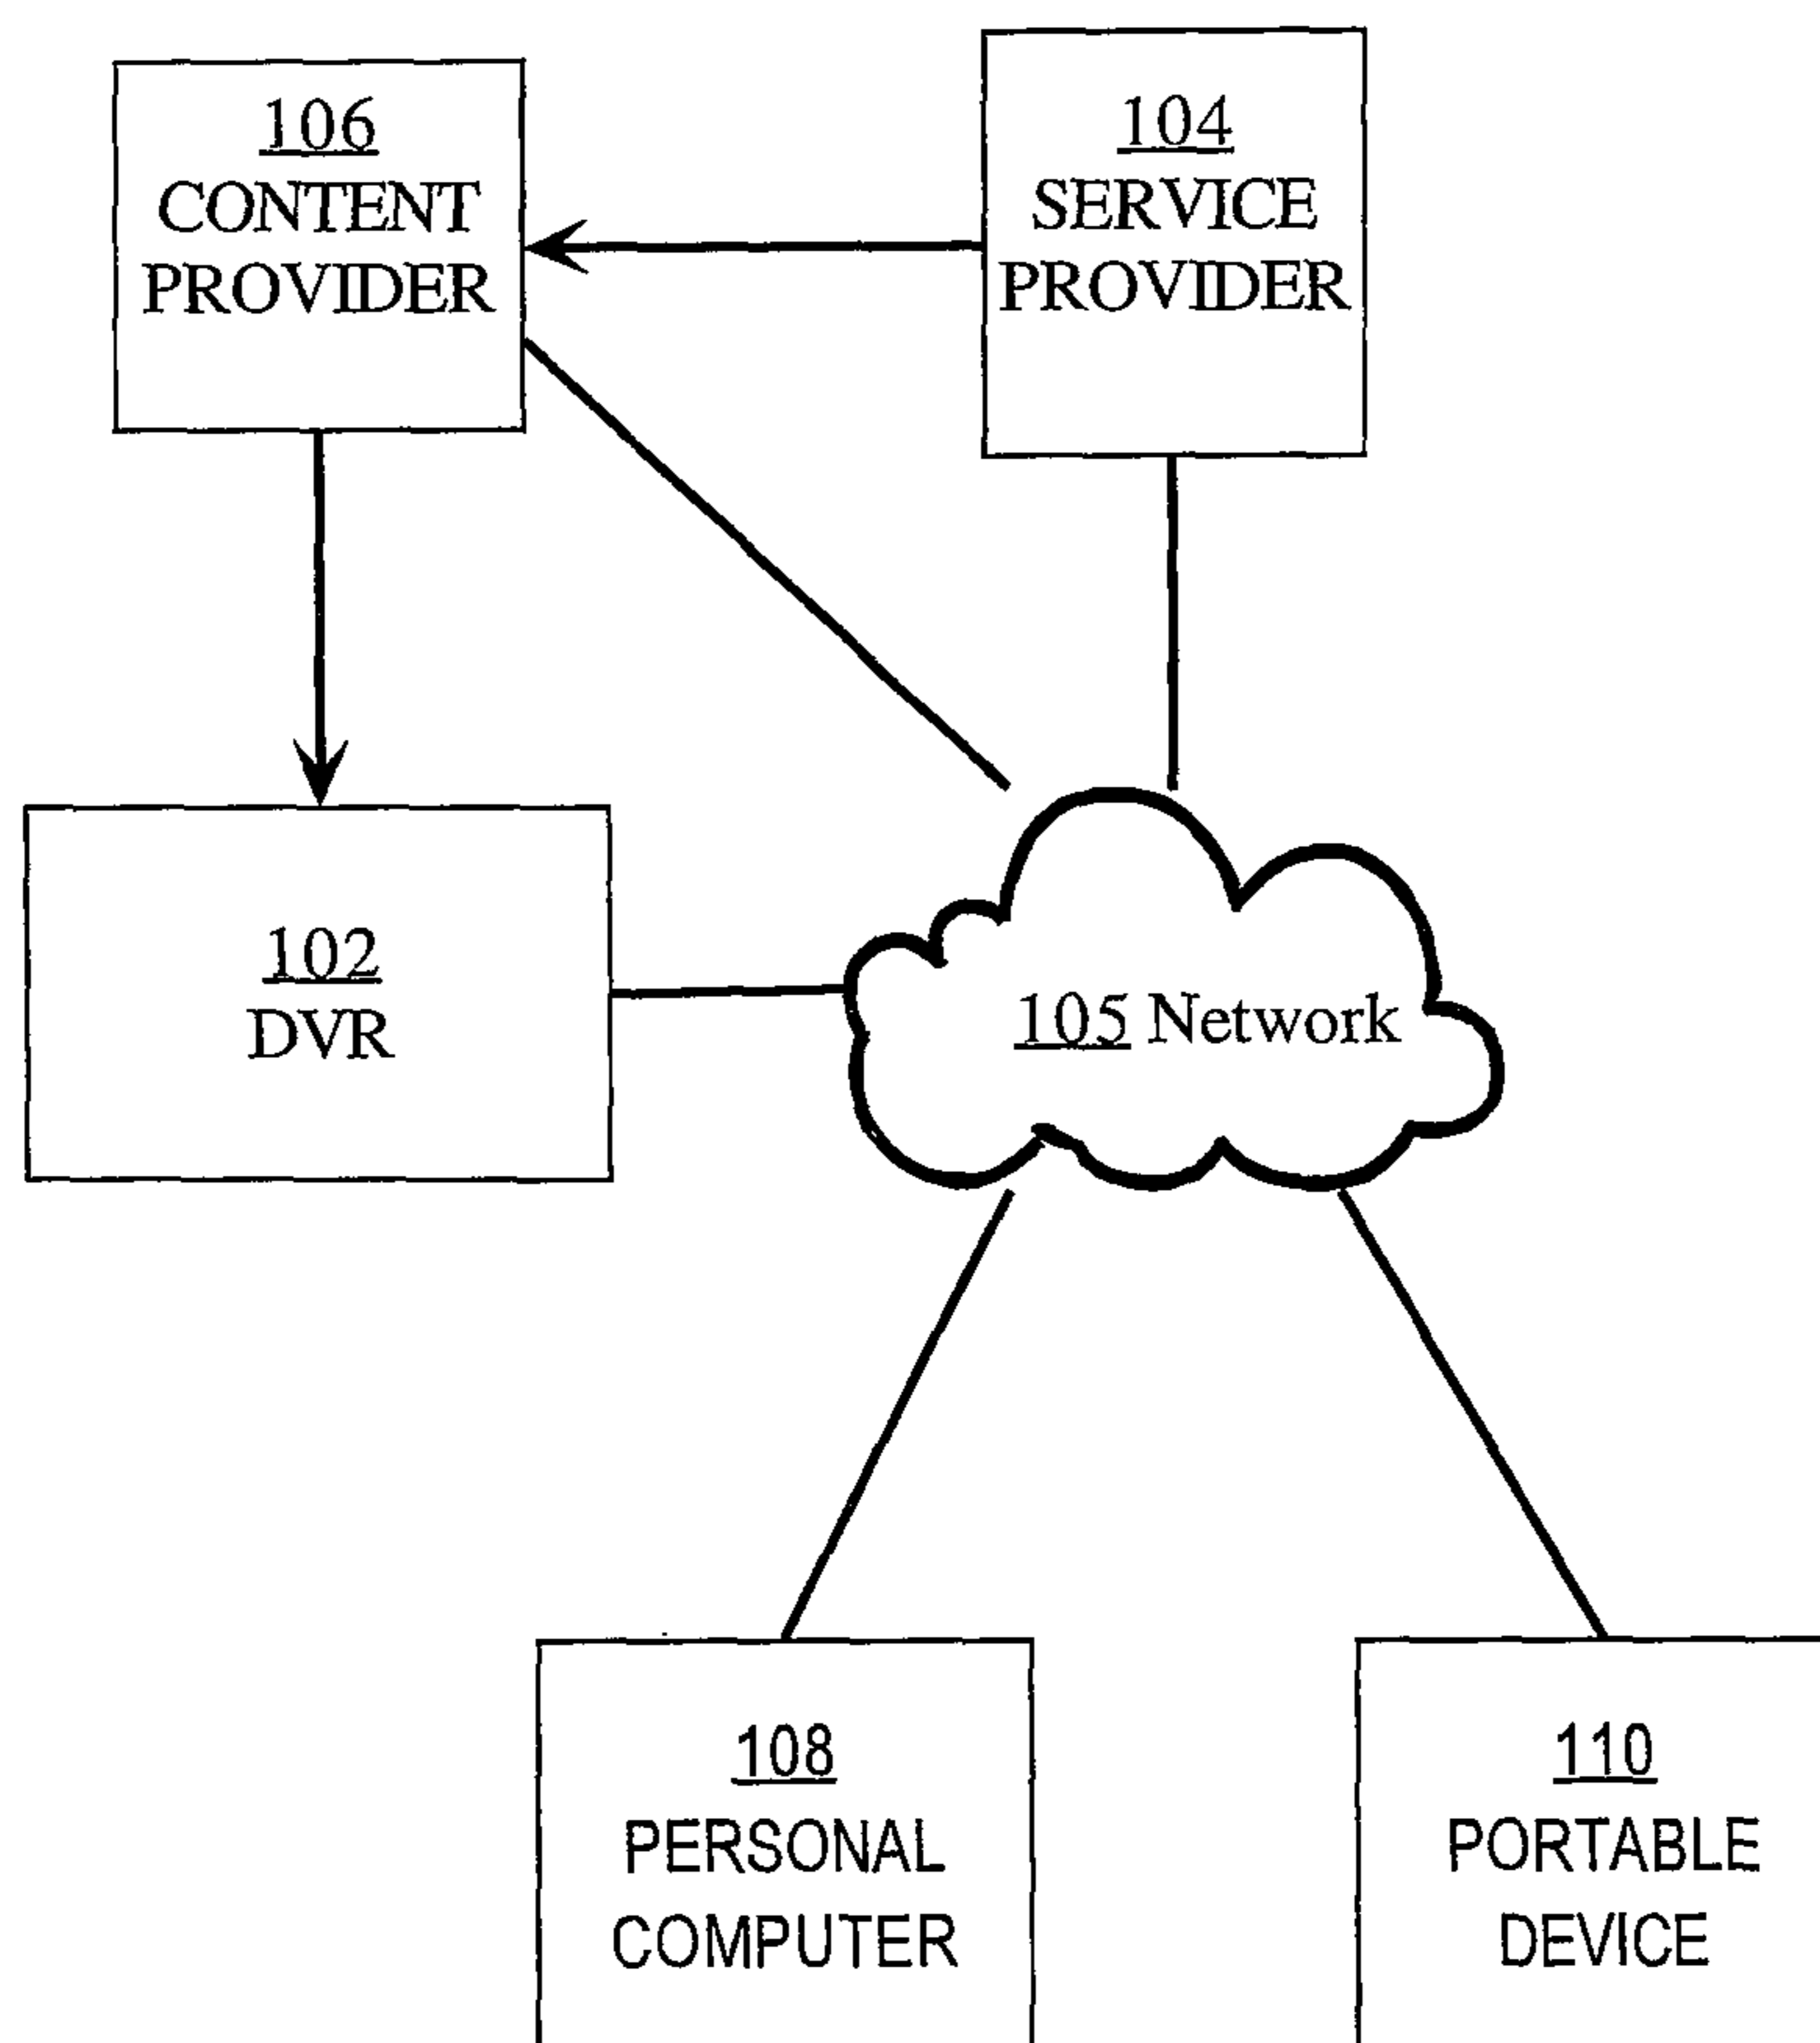 106
CONTENT
PROVIDER
104
SERVICE
PROVIDER
102
DVR
105 Network
108
PERSONAL
COMPUTER
110
PORTABLE
DEVICE